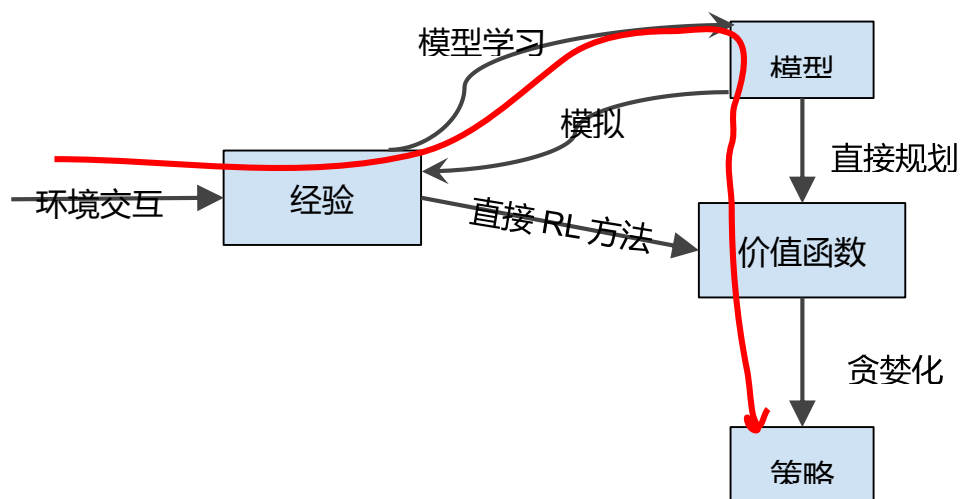 模型学习
模型
模拟
直接规划
经验
环境交互
直接 RL 方法
价值函数
贪婪化
策略